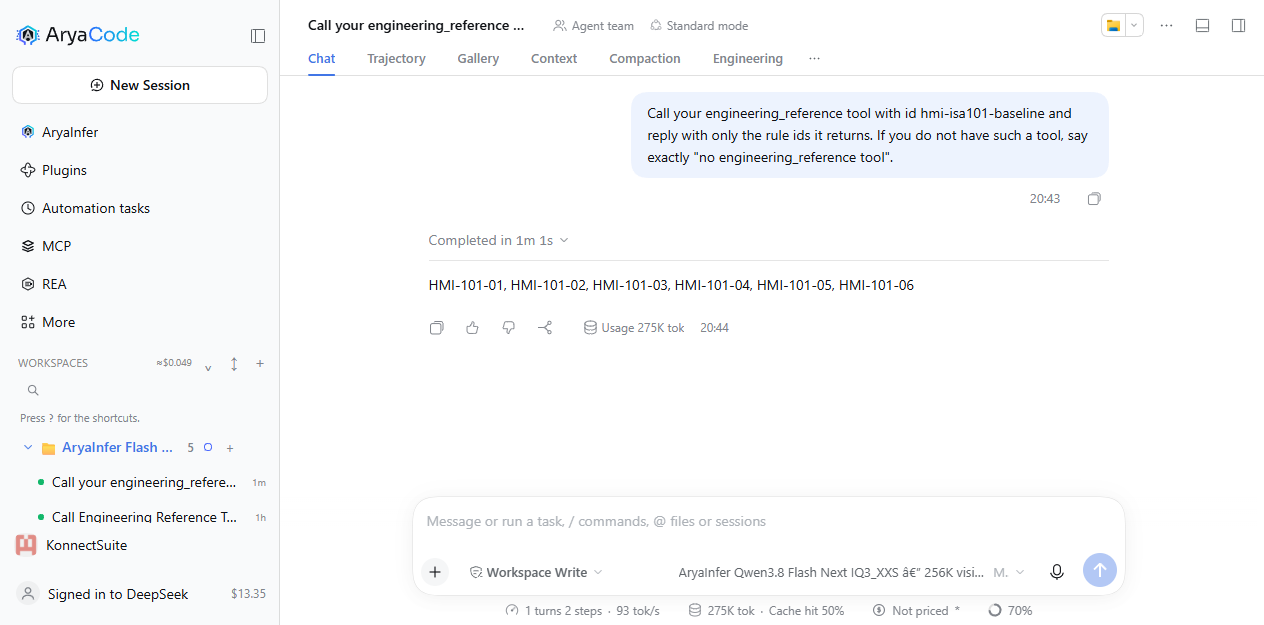 AryaCode
New Session
AryaInfer
Plugins
Automation tasks
MCP
REA
More
WORKSPACES ≈$0.049
Press ? for the shortcuts.
AryaInfer Flash ... 5
Call your engineering_refere... 1m
Call Engineering Reference T... 1h
KonnectSuite
Signed in to DeepSeek $13.35
Call your engineering_reference ... Agent team Standard mode
Chat Trajectory Gallery Context Compaction Engineering ...
Call your engineering_reference tool with id hmi-isa101-baseline and
reply with only the rule ids it returns. If you do not have such a tool, say
exactly "no engineering_reference tool".
20:43
Completed in 1m 1s
HMI-101-01, HMI-101-02, HMI-101-03, HMI-101-04, HMI-101-05, HMI-101-06
Usage 275K tok 20:44
Message or run a task, / commands, @ files or sessions
Workspace Write AryaInfer Qwen3.8 Flash Next IQ3_XXS â€” 256K visi... M.
1 turns 2 steps · 93 tok/s 275K tok · Cache hit 50% Not priced * 70%